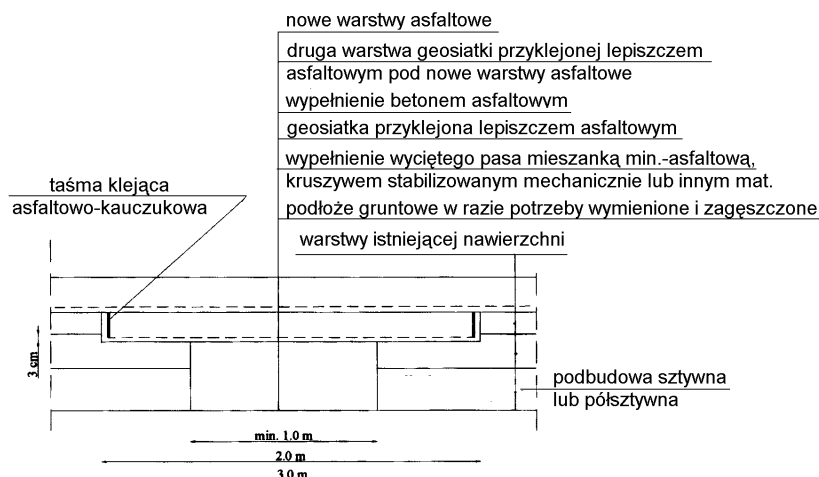 nowe warstwy asfaltowe
druga warstwa geosiatki przyklejonej lepiszczem
asfaltowym pod nowe warstwy asfaltowe
wypełnienie betonem asfaltowym
geosiatka przyklejona lepiszczem asfaltowym
wypełnienie wyciętego pasa mieszanką min.-asfaltową,
kruszywem stabilizowanym mechanicznie lub innym mat.
podłoże gruntowe w razie potrzeby wymienione i zagęszczone
warstwy istniejącej nawierzchni
taśma klejąca
asfaltowo-kauczukowa
3 cm
podbudowa sztywna
lub półsztywna
min. 1.0 m
2.0 m
3.0 m